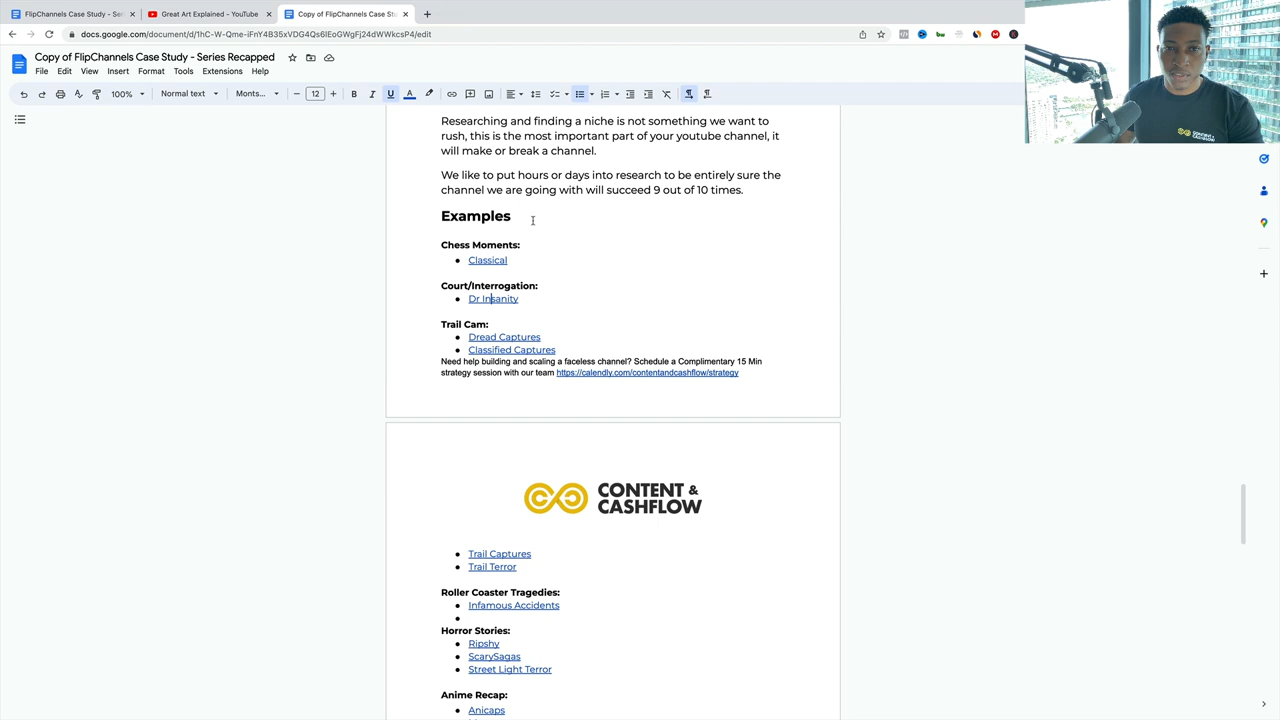 FlipChannels Case Study - Ser
Great Art Explained - YouTube
Copy of FlipChannels Case Stu
docs.google.com/document/d/1hC-W-Qme-iFnY4B35xVDG4Qs6IEoGWgFj24dWWkcsP4/edit
Copy of FlipChannels Case Study - Series Recapped
File Edit View Insert Format Tools Extensions Help
100% Normal text Monts... 12 B I U A
Researching and finding a niche is not something we want to
rush, this is the most important part of your youtube channel, it
will make or break a channel.
We like to put hours or days into research to be entirely sure the
channel we are going with will succeed 9 out of 10 times.
Examples
Chess Moments:
Classical
Court/Interrogation:
Dr Insanity
Trail Cam:
Dread Captures
Classified Captures
Need help building and scaling a faceless channel? Schedule a Complimentary 15 Min
strategy session with our team https://calendly.com/contentandcashflow/strategy
CONTENT &
CASHFLOW
Trail Captures
Trail Terror
Roller Coaster Tragedies:
Infamous Accidents
Horror Stories:
Ripshy
ScarySagas
Street Light Terror
Anime Recap:
Anicaps